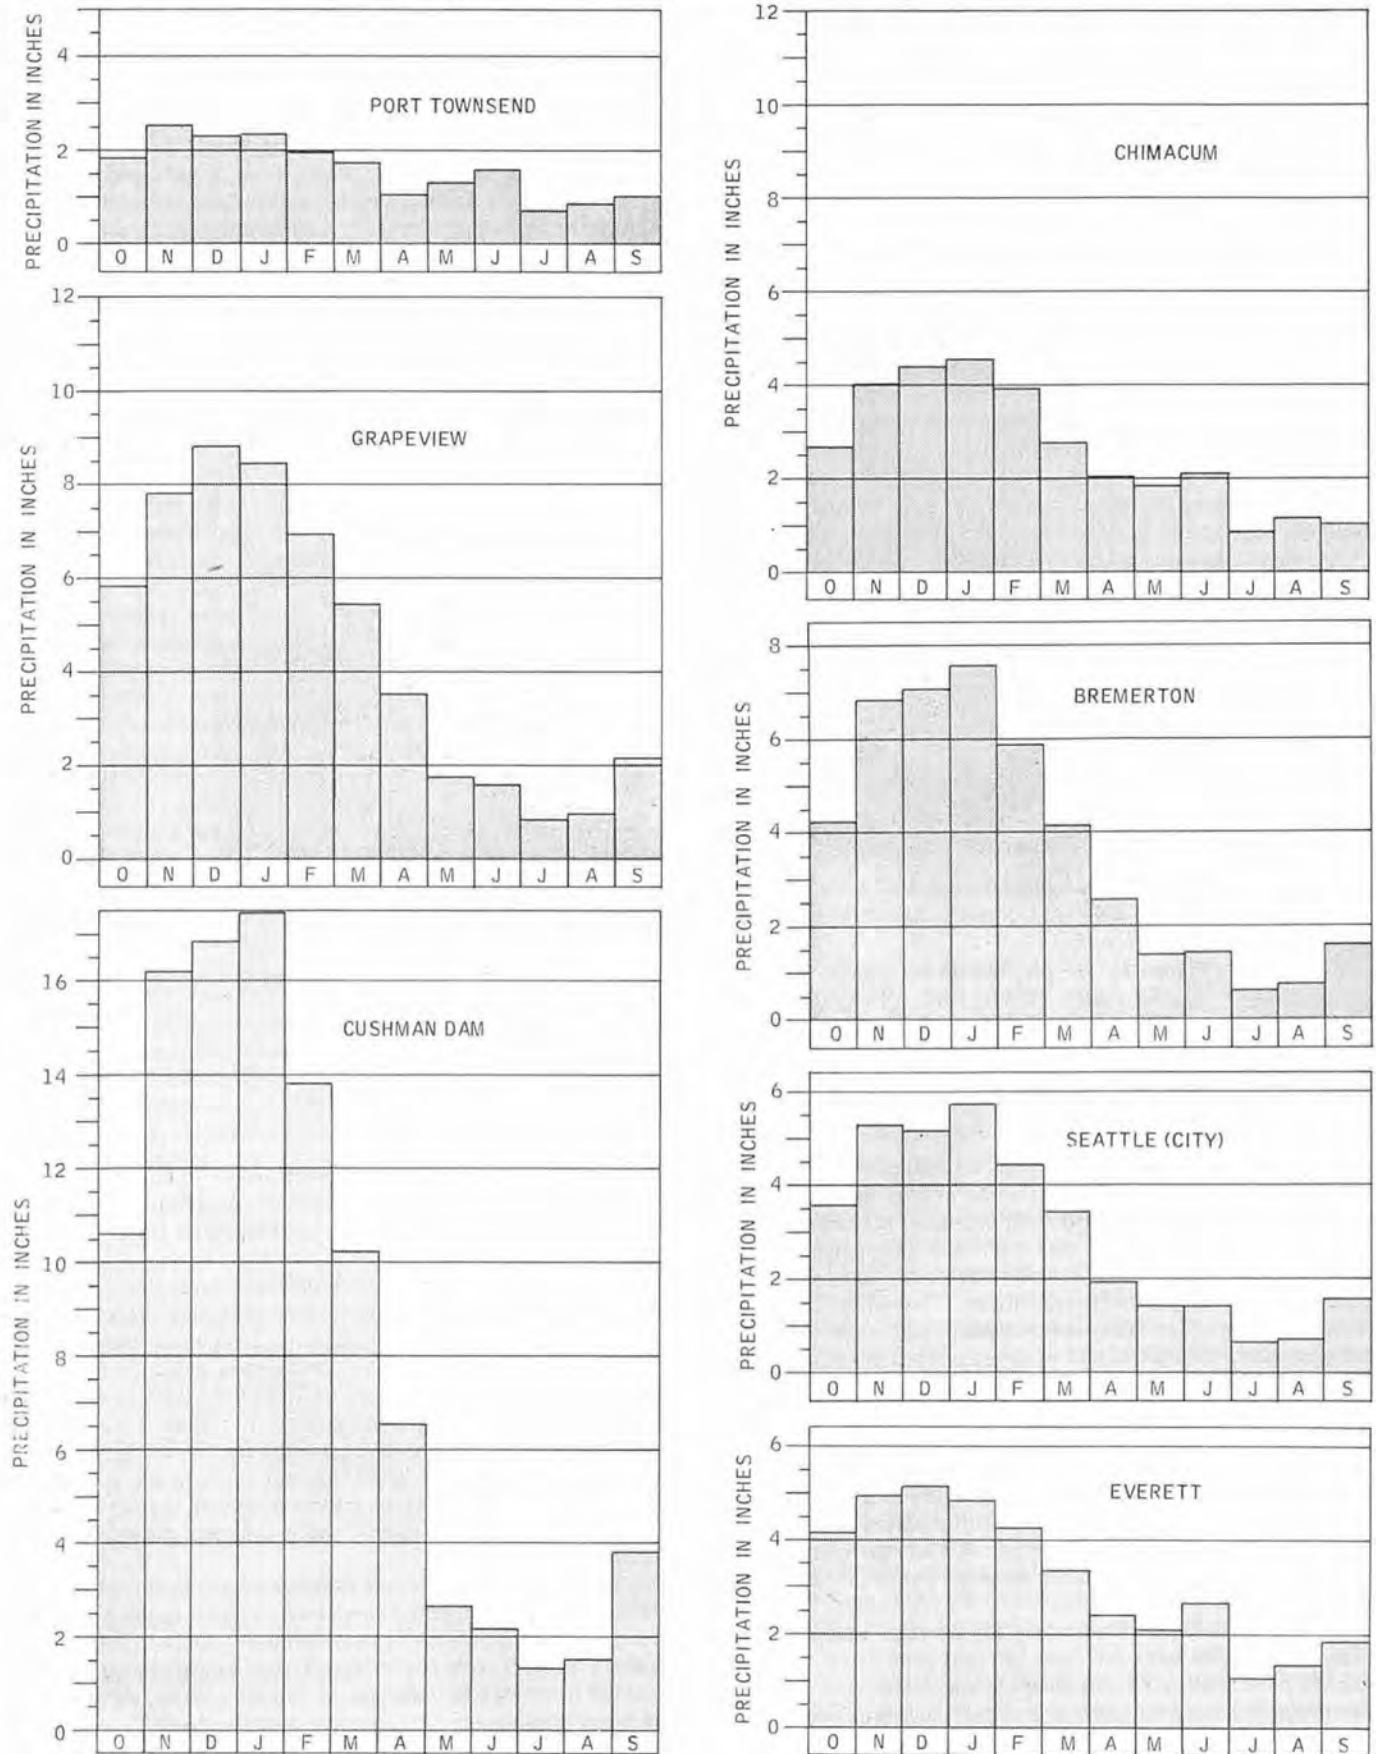 PRECIPITATION IN INCHES
4
2
0
PORT TOWNSEND
O N D J F M A M J J A S
PRECIPITATION IN INCHES
12
10
8
6
4
2
0
GRAPEVIEW
O N D J F M A M J J A S
PRECIPITATION IN INCHES
16
14
12
10
8
6
4
2
0
CUSHMAN DAM
O N D J F M A M J J A S
PRECIPITATION IN INCHES
12
10
8
6
4
2
0
CHIMACUM
O N D J F M A M J J A S
PRECIPITATION IN INCHES
8
6
4
2
0
BREMERTON
O N D J F M A M J J A S
PRECIPITATION IN INCHES
6
4
2
0
SEATTLE (CITY)
O N D J F M A M J J A S
PRECIPITATION IN INCHES
6
4
2
0
EVERETT
O N D J F M A M J J A S